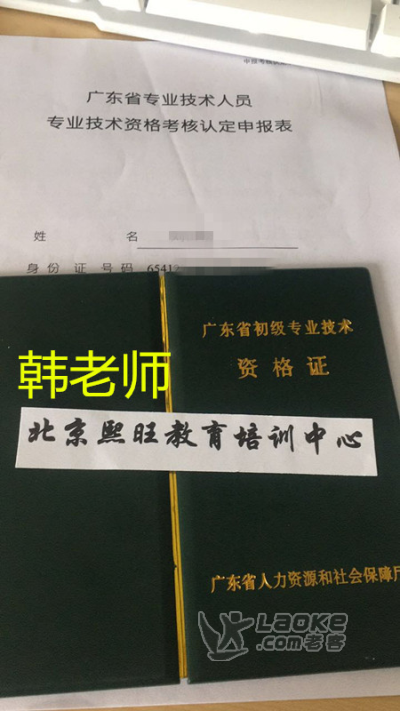 广东省专业技术人员
专业技术资格考核认定申报表
姓 名
身份证号码 6541
广东省初级专业技术
资格证
韩老师
北京熙旺教育培训中心
广东省人力资源和社会保障厅
LAOKE
.com老客